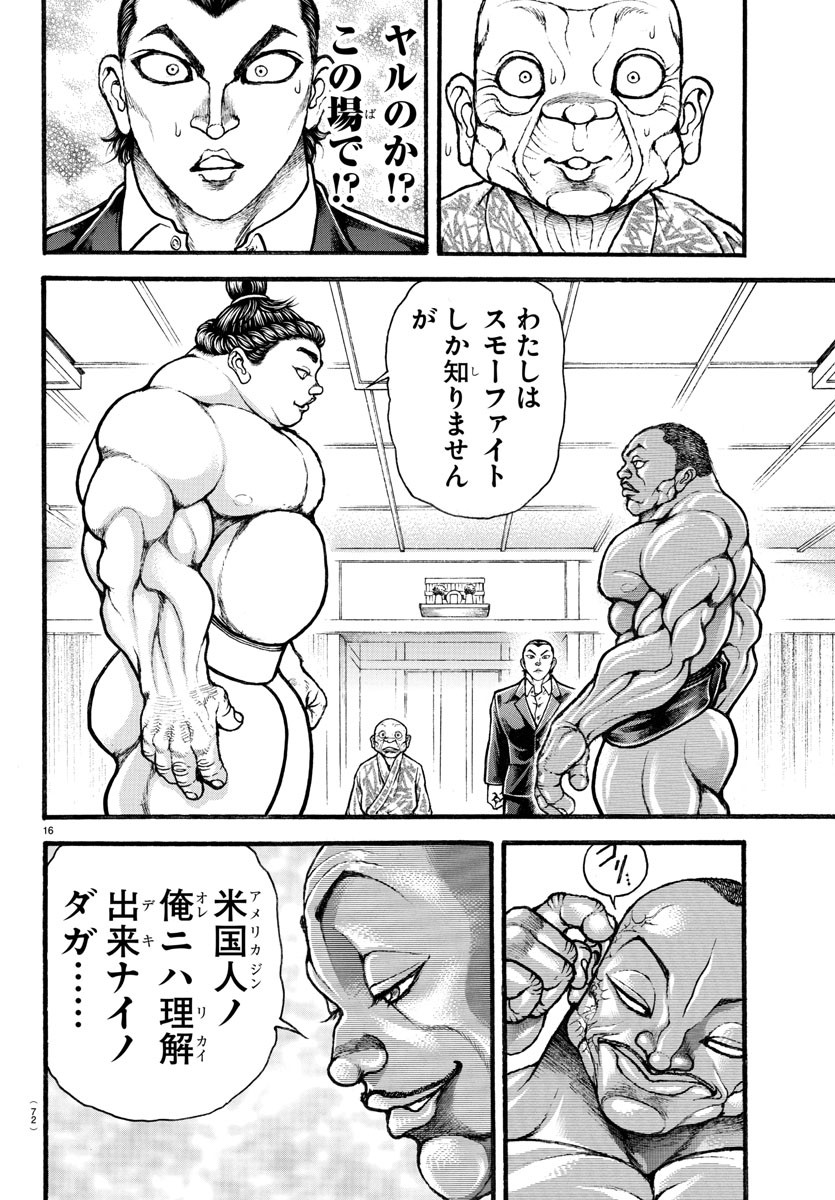 ヤルのか!?
この場で!?
わたしは
スモーファイト
しか知りません
が
16
コリ…
米国人ノ
俺ニハ理解
出来ナイノ
ダガ……
(72)